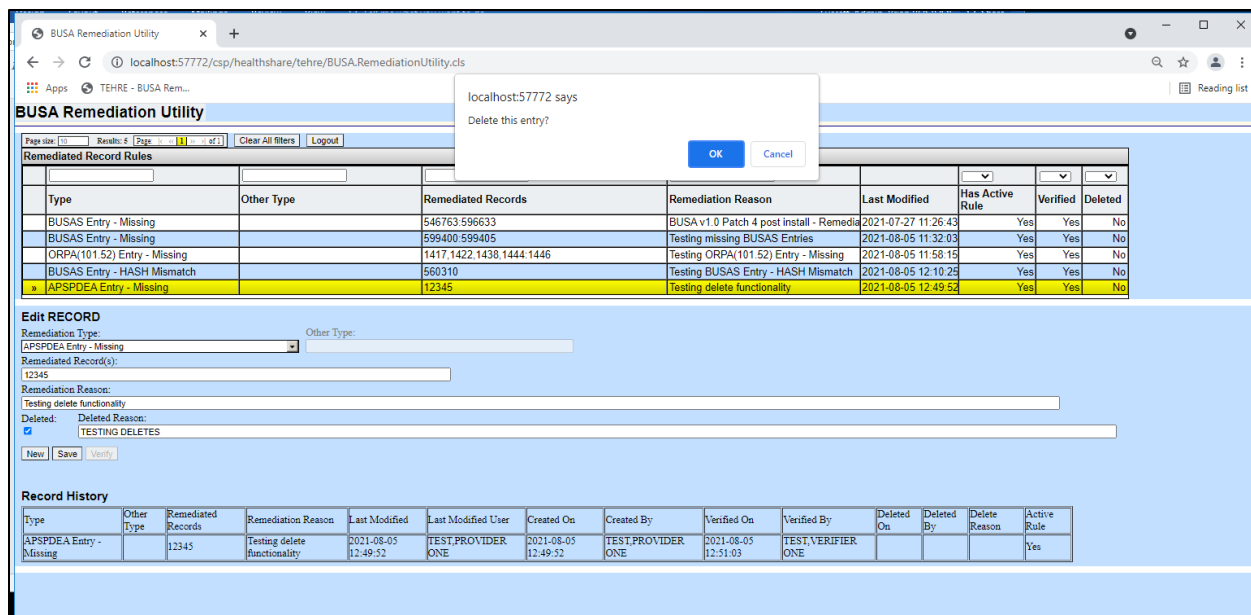 BUSA Remediation Utility
localhost:57772/csp/healthshare/tehre/BUSA.RemediationUtility.cls
Apps TEHRE - BUSA Rem... Reading list
localhost:57772 says
Delete this entry?
OK Cancel
BUSA Remediation Utility
Page size: 10 Results: 5 Page: |< << 1 >> >| of 1 Clear All filters Logout
Remediated Record Rules
Type Other Type Remediated Records Remediation Reason Last Modified Has Active Rule Verified Deleted
BUSAS Entry - Missing 546763:596633 BUSA v1.0 Patch 4 post install - Remedia 2021-07-27 11:26:43 Yes Yes No
BUSAS Entry - Missing 599400:599405 Testing missing BUSAS Entries 2021-08-05 11:32:03 Yes Yes No
ORPA(101.52) Entry - Missing 1417,1422,1438,1444:1446 Testing ORPA(101.52) Entry - Missing 2021-08-05 11:58:15 Yes Yes No
BUSAS Entry - HASH Mismatch 560310 Testing BUSAS Entry - HASH Mismatch 2021-08-05 12:10:25 Yes Yes No
» APSPDEA Entry - Missing 12345 Testing delete functionality 2021-08-05 12:49:52 Yes Yes No
Edit RECORD
Remediation Type: Other Type:
APSPDEA Entry - Missing
Remediated Record(s):
12345
Remediation Reason:
Testing delete functionality
Deleted: Deleted Reason:
TESTING DELETES
New Save Verify
Record History
Type Other Type Remediated Records Remediation Reason Last Modified Last Modified User Created On Created By Verified On Verified By Deleted On Deleted By Delete Reason Active Rule
APSPDEA Entry - Missing 12345 Testing delete functionality 2021-08-05 12:49:52 TEST,PROVIDER ONE 2021-08-05 12:49:52 TEST,PROVIDER ONE 2021-08-05 12:51:03 TEST,VERIFIER ONE Yes